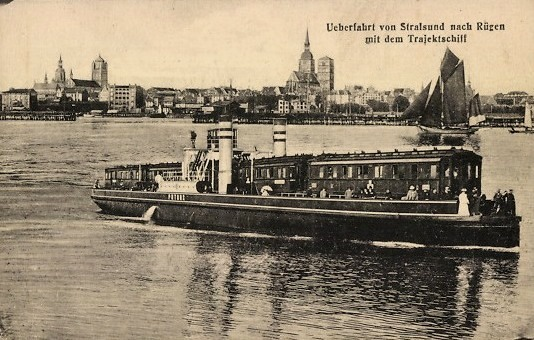 Ueberfahrt von Stralsund nach Rügen
mit dem Trajektschiff